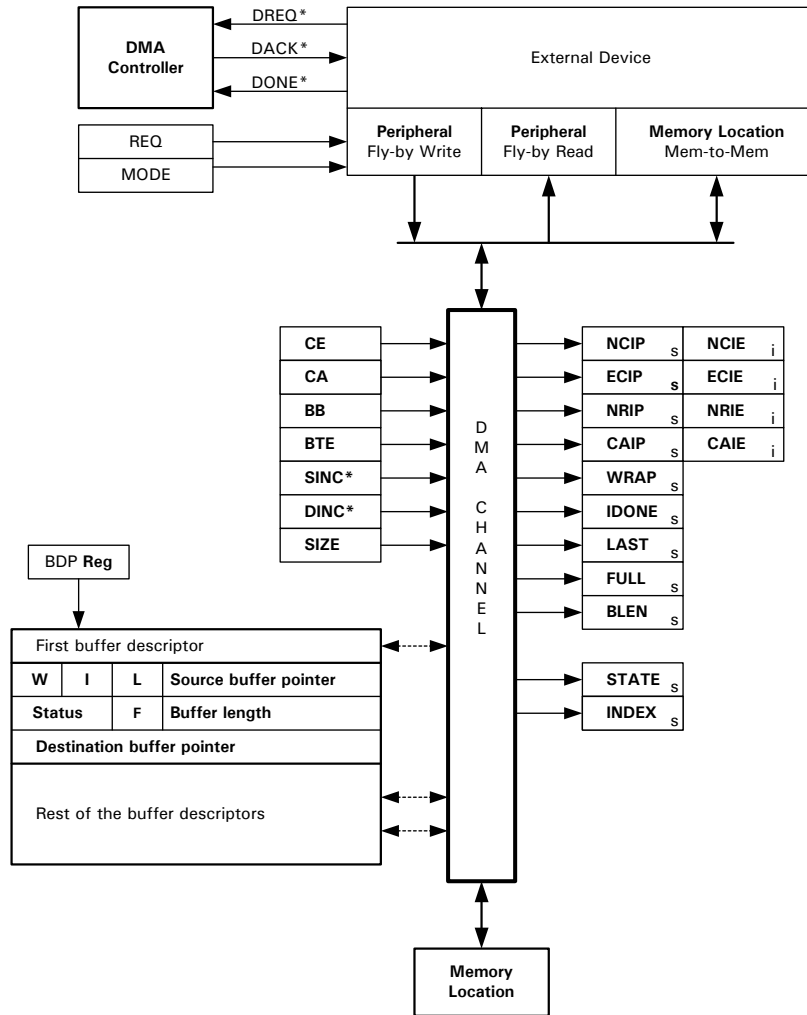 DREQ*
DMA Controller
DACK*
External Device
DONE*
REQ
MODE
Peripheral
Fly-by Write
Peripheral
Fly-by Read
Memory Location
Mem-to-Mem
CE
CA
BB
BTE
SINC*
DINC*
SIZE
DMA CHANNEL
NCIP s NCIE i
ECIP s ECIE i
NRIP s NRIE i
CAIP s CAIE i
WRAP s
IDONE s
LAST s
FULL s
BLEN s
STATE s
INDEX s
BDP Reg
First buffer descriptor
W I L Source buffer pointer
Status F Buffer length
Destination buffer pointer
Rest of the buffer descriptors
Memory
Location